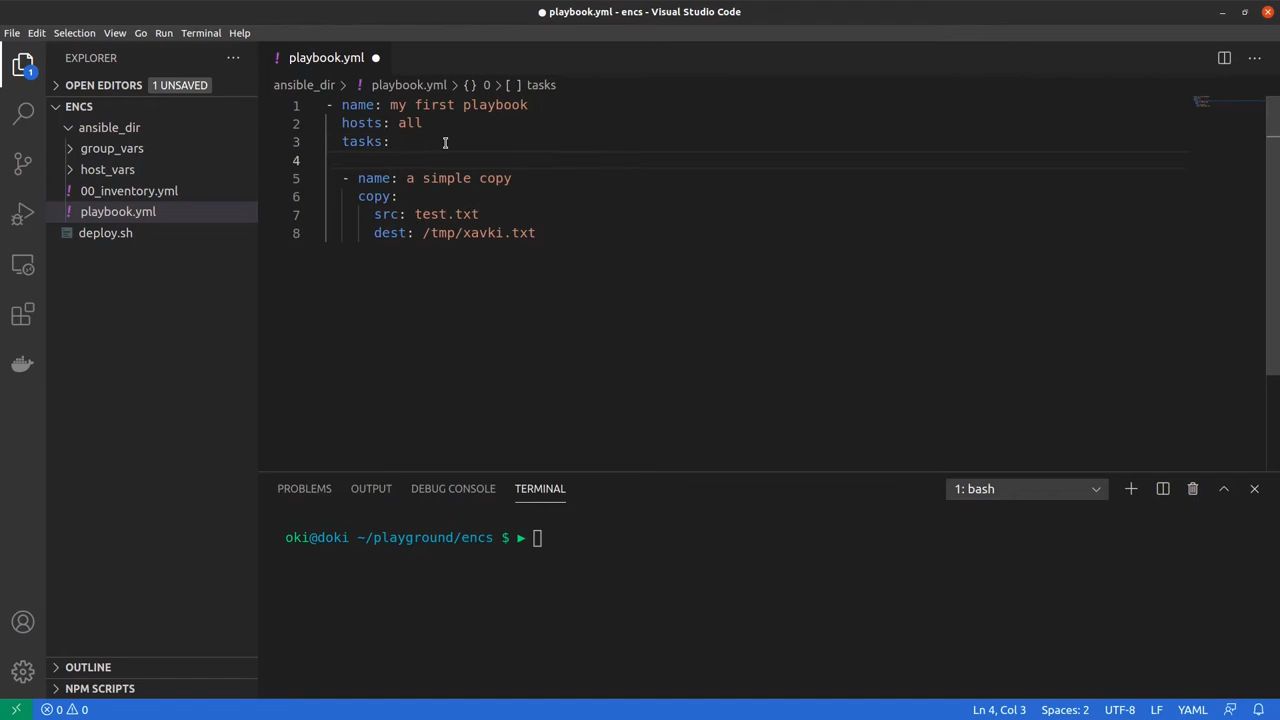 playbook.yml - encs - Visual Studio Code
File Edit Selection View Go Run Terminal Help
EXPLORER
playbook.yml
OPEN EDITORS 1 UNSAVED
ansible_dir > playbook.yml > {} 0 > [ ] tasks
ENCS
ansible_dir
group_vars
host_vars
00_inventory.yml
playbook.yml
deploy.sh
1 - name: my first playbook
2 hosts: all
3 tasks:
4
5 - name: a simple copy
6 copy:
7 src: test.txt
8 dest: /tmp/xavki.txt
PROBLEMS OUTPUT DEBUG CONSOLE TERMINAL
1: bash
oki@doki ~/playground/encs $ ►
1
OUTLINE
NPM SCRIPTS
0 0
Ln 4, Col 3 Spaces: 2 UTF-8 LF YAML